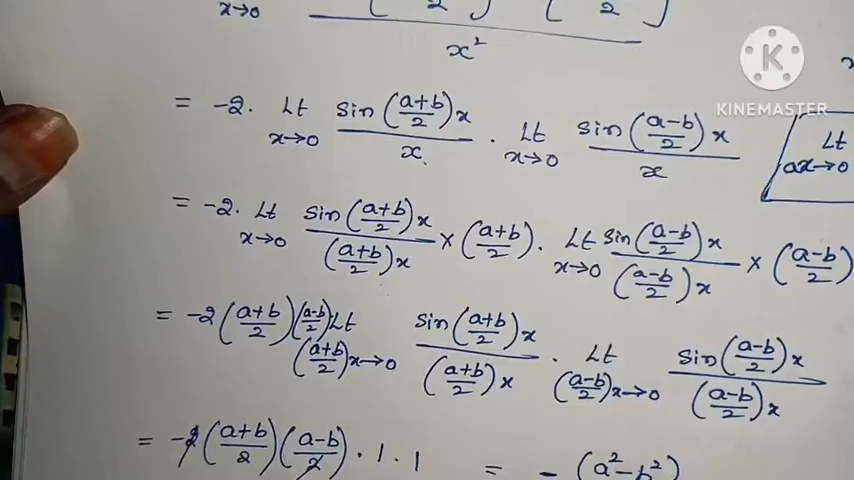 x→0 x²
KINEMASTER
= -2. Lt x→0 sin((a+b)/2)x / x . Lt x→0 sin((a-b)/2)x / x Lt ax→0
= -2. Lt x→0 sin((a+b)/2)x / ((a+b)/2)x × ((a+b)/2). Lt x→0 sin((a-b)/2)x / ((a-b)/2)x × ((a-b)/2)
= -2((a+b)/2)((a-b)/2) Lt ((a+b)/2)x→0 sin((a+b)/2)x / ((a+b)/2)x . Lt ((a-b)/2)x→0 sin((a-b)/2)x / ((a-b)/2)x
= -2((a+b)/2)((a-b)/2) . 1 . 1 = - (a²-b²)